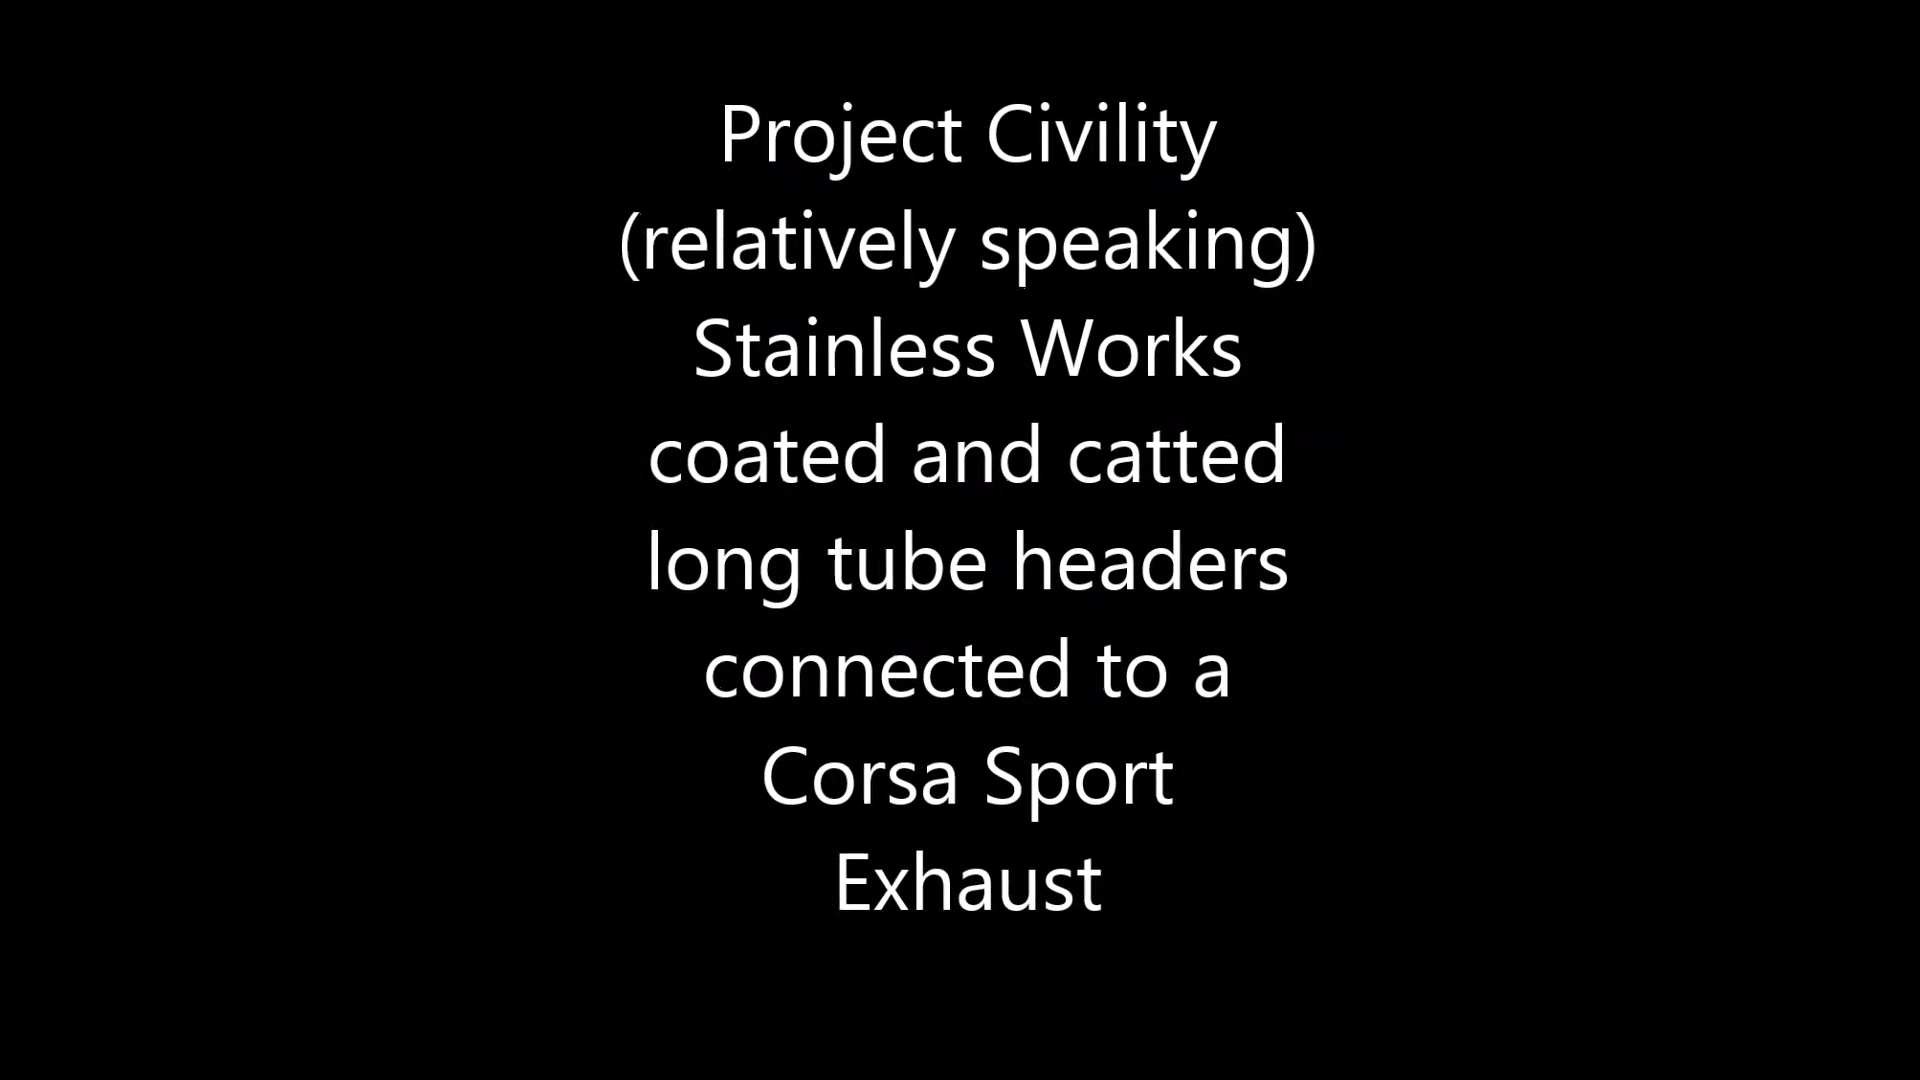 Project Civility
(relatively speaking)
Stainless Works
coated and catted
long tube headers
connected to a
Corsa Sport
Exhaust